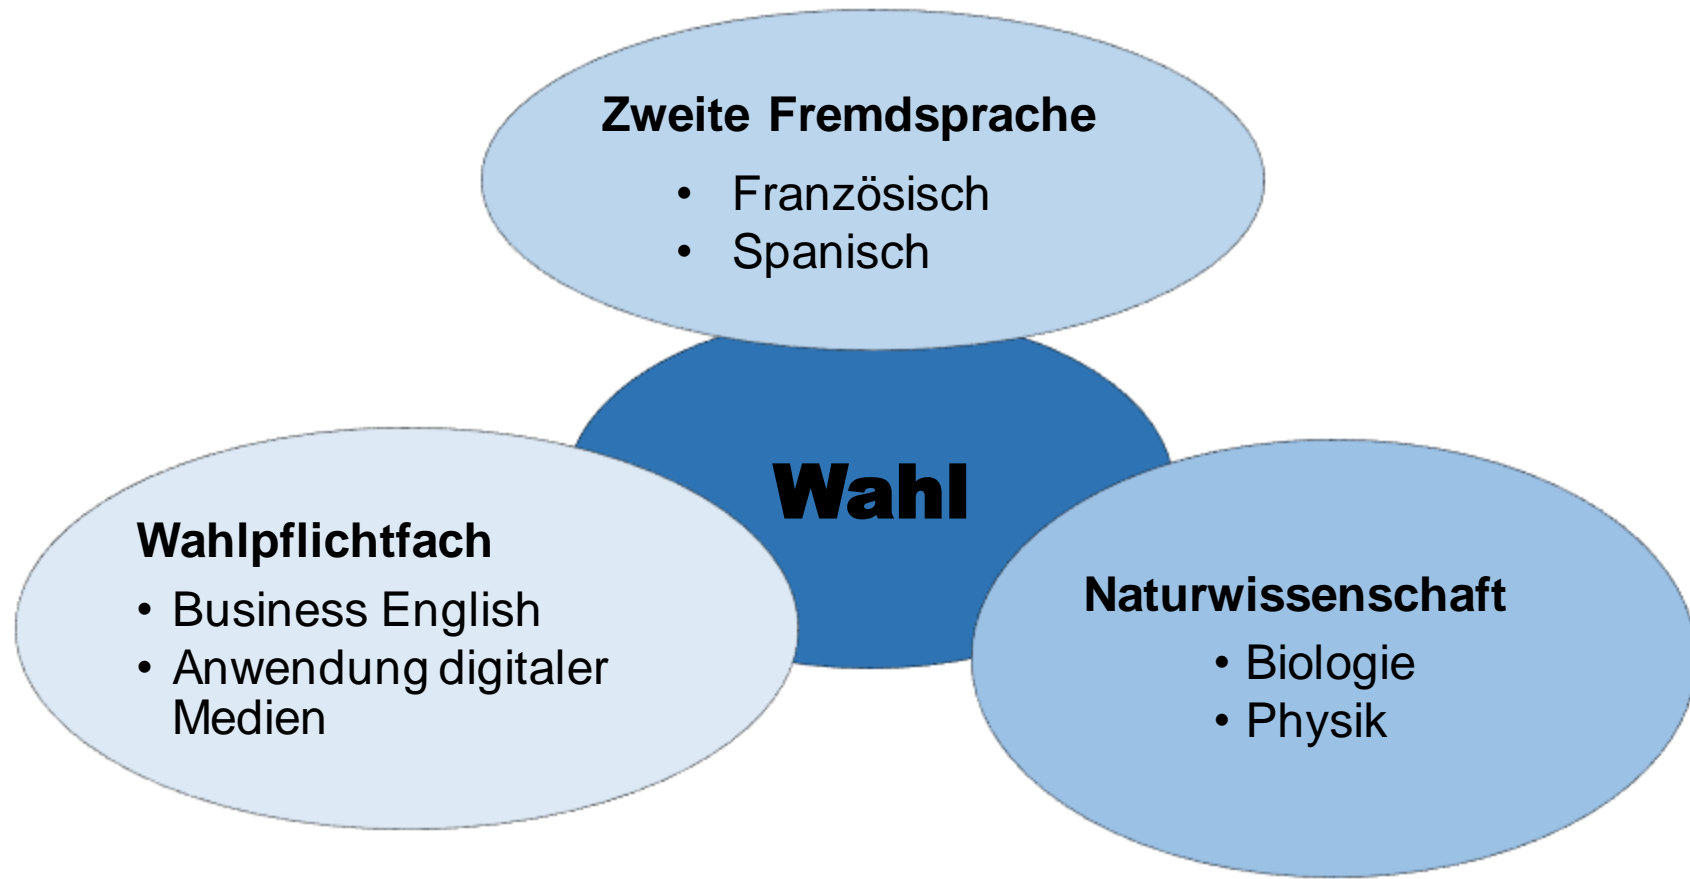 Zweite Fremdsprache
• Französisch
• Spanisch
Wahl
Wahlpflichtfach
• Business English
• Anwendung digitaler
Medien
Naturwissenschaft
• Biologie
• Physik